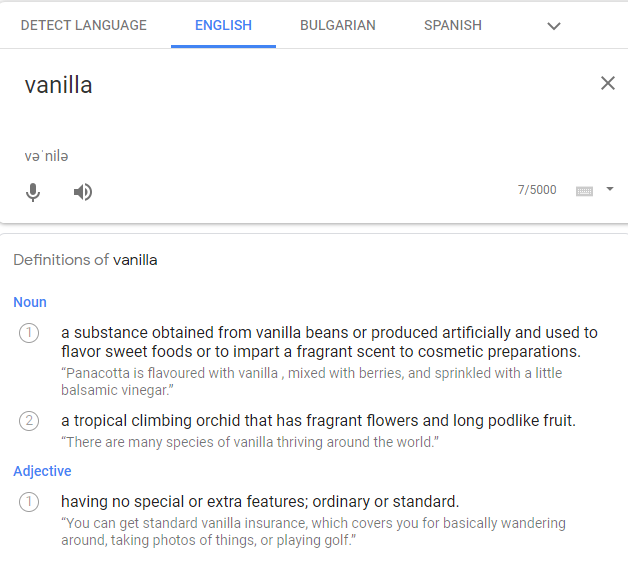 DETECT LANGUAGE ENGLISH BULGARIAN SPANISH
vanilla
vəˈnilə
7/5000
Definitions of vanilla
Noun
1 a substance obtained from vanilla beans or produced artificially and used to
flavor sweet foods or to impart a fragrant scent to cosmetic preparations.
“Panacotta is flavoured with vanilla , mixed with berries, and sprinkled with a little
balsamic vinegar.”
2 a tropical climbing orchid that has fragrant flowers and long podlike fruit.
“There are many species of vanilla thriving around the world.”
Adjective
1 having no special or extra features; ordinary or standard.
“You can get standard vanilla insurance, which covers you for basically wandering
around, taking photos of things, or playing golf.”